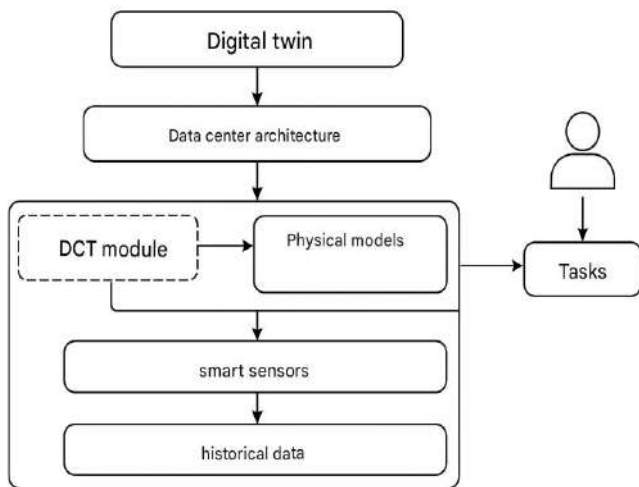 Digital twin
Data center architecture
DCT module
Physical models
Tasks
smart sensors
historical data